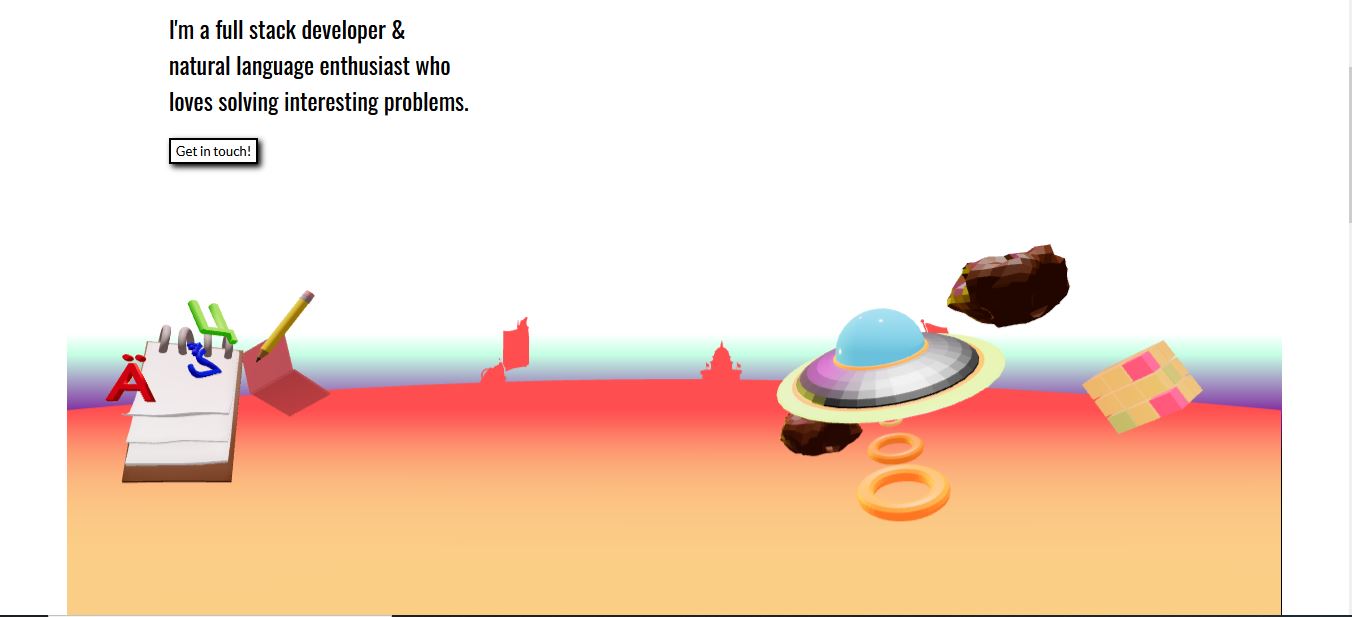 I'm a full stack developer &
natural language enthusiast who
loves solving interesting problems.
Get in touch!
Ä